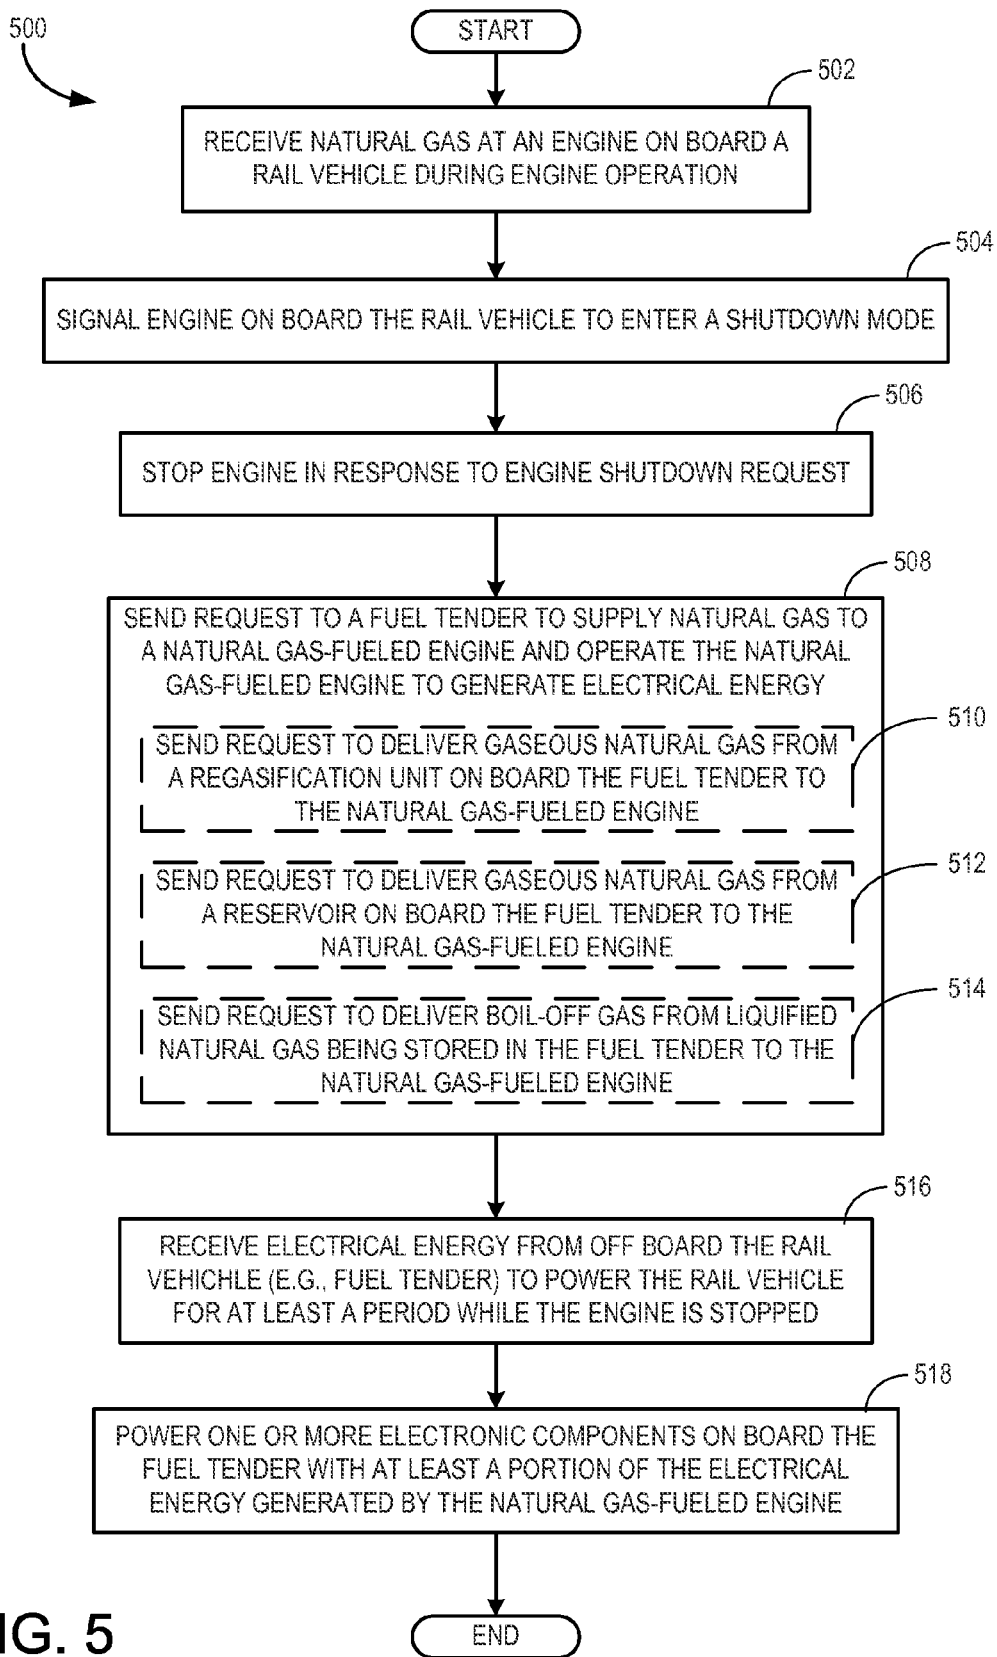 500
START
502
RECEIVE NATURAL GAS AT AN ENGINE ON BOARD A
RAIL VEHICLE DURING ENGINE OPERATION
504
SIGNAL ENGINE ON BOARD THE RAIL VEHICLE TO ENTER A SHUTDOWN MODE
506
STOP ENGINE IN RESPONSE TO ENGINE SHUTDOWN REQUEST
508
SEND REQUEST TO A FUEL TENDER TO SUPPLY NATURAL GAS TO
A NATURAL GAS-FUELED ENGINE AND OPERATE THE NATURAL
GAS-FUELED ENGINE TO GENERATE ELECTRICAL ENERGY
510
SEND REQUEST TO DELIVER GASEOUS NATURAL GAS FROM
A REGASIFICATION UNIT ON BOARD THE FUEL TENDER TO
THE NATURAL GAS-FUELED ENGINE
512
SEND REQUEST TO DELIVER GASEOUS NATURAL GAS FROM
A RESERVOIR ON BOARD THE FUEL TENDER TO THE
NATURAL GAS-FUELED ENGINE
514
SEND REQUEST TO DELIVER BOIL-OFF GAS FROM LIQUIFIED
NATURAL GAS BEING STORED IN THE FUEL TENDER TO THE
NATURAL GAS-FUELED ENGINE
516
RECEIVE ELECTRICAL ENERGY FROM OFF BOARD THE RAIL
VEHICHLE (E.G., FUEL TENDER) TO POWER THE RAIL VEHICLE
FOR AT LEAST A PERIOD WHILE THE ENGINE IS STOPPED
518
POWER ONE OR MORE ELECTRONIC COMPONENTS ON BOARD THE
FUEL TENDER WITH AT LEAST A PORTION OF THE ELECTRICAL
ENERGY GENERATED BY THE NATURAL GAS-FUELED ENGINE
END
IG. 5